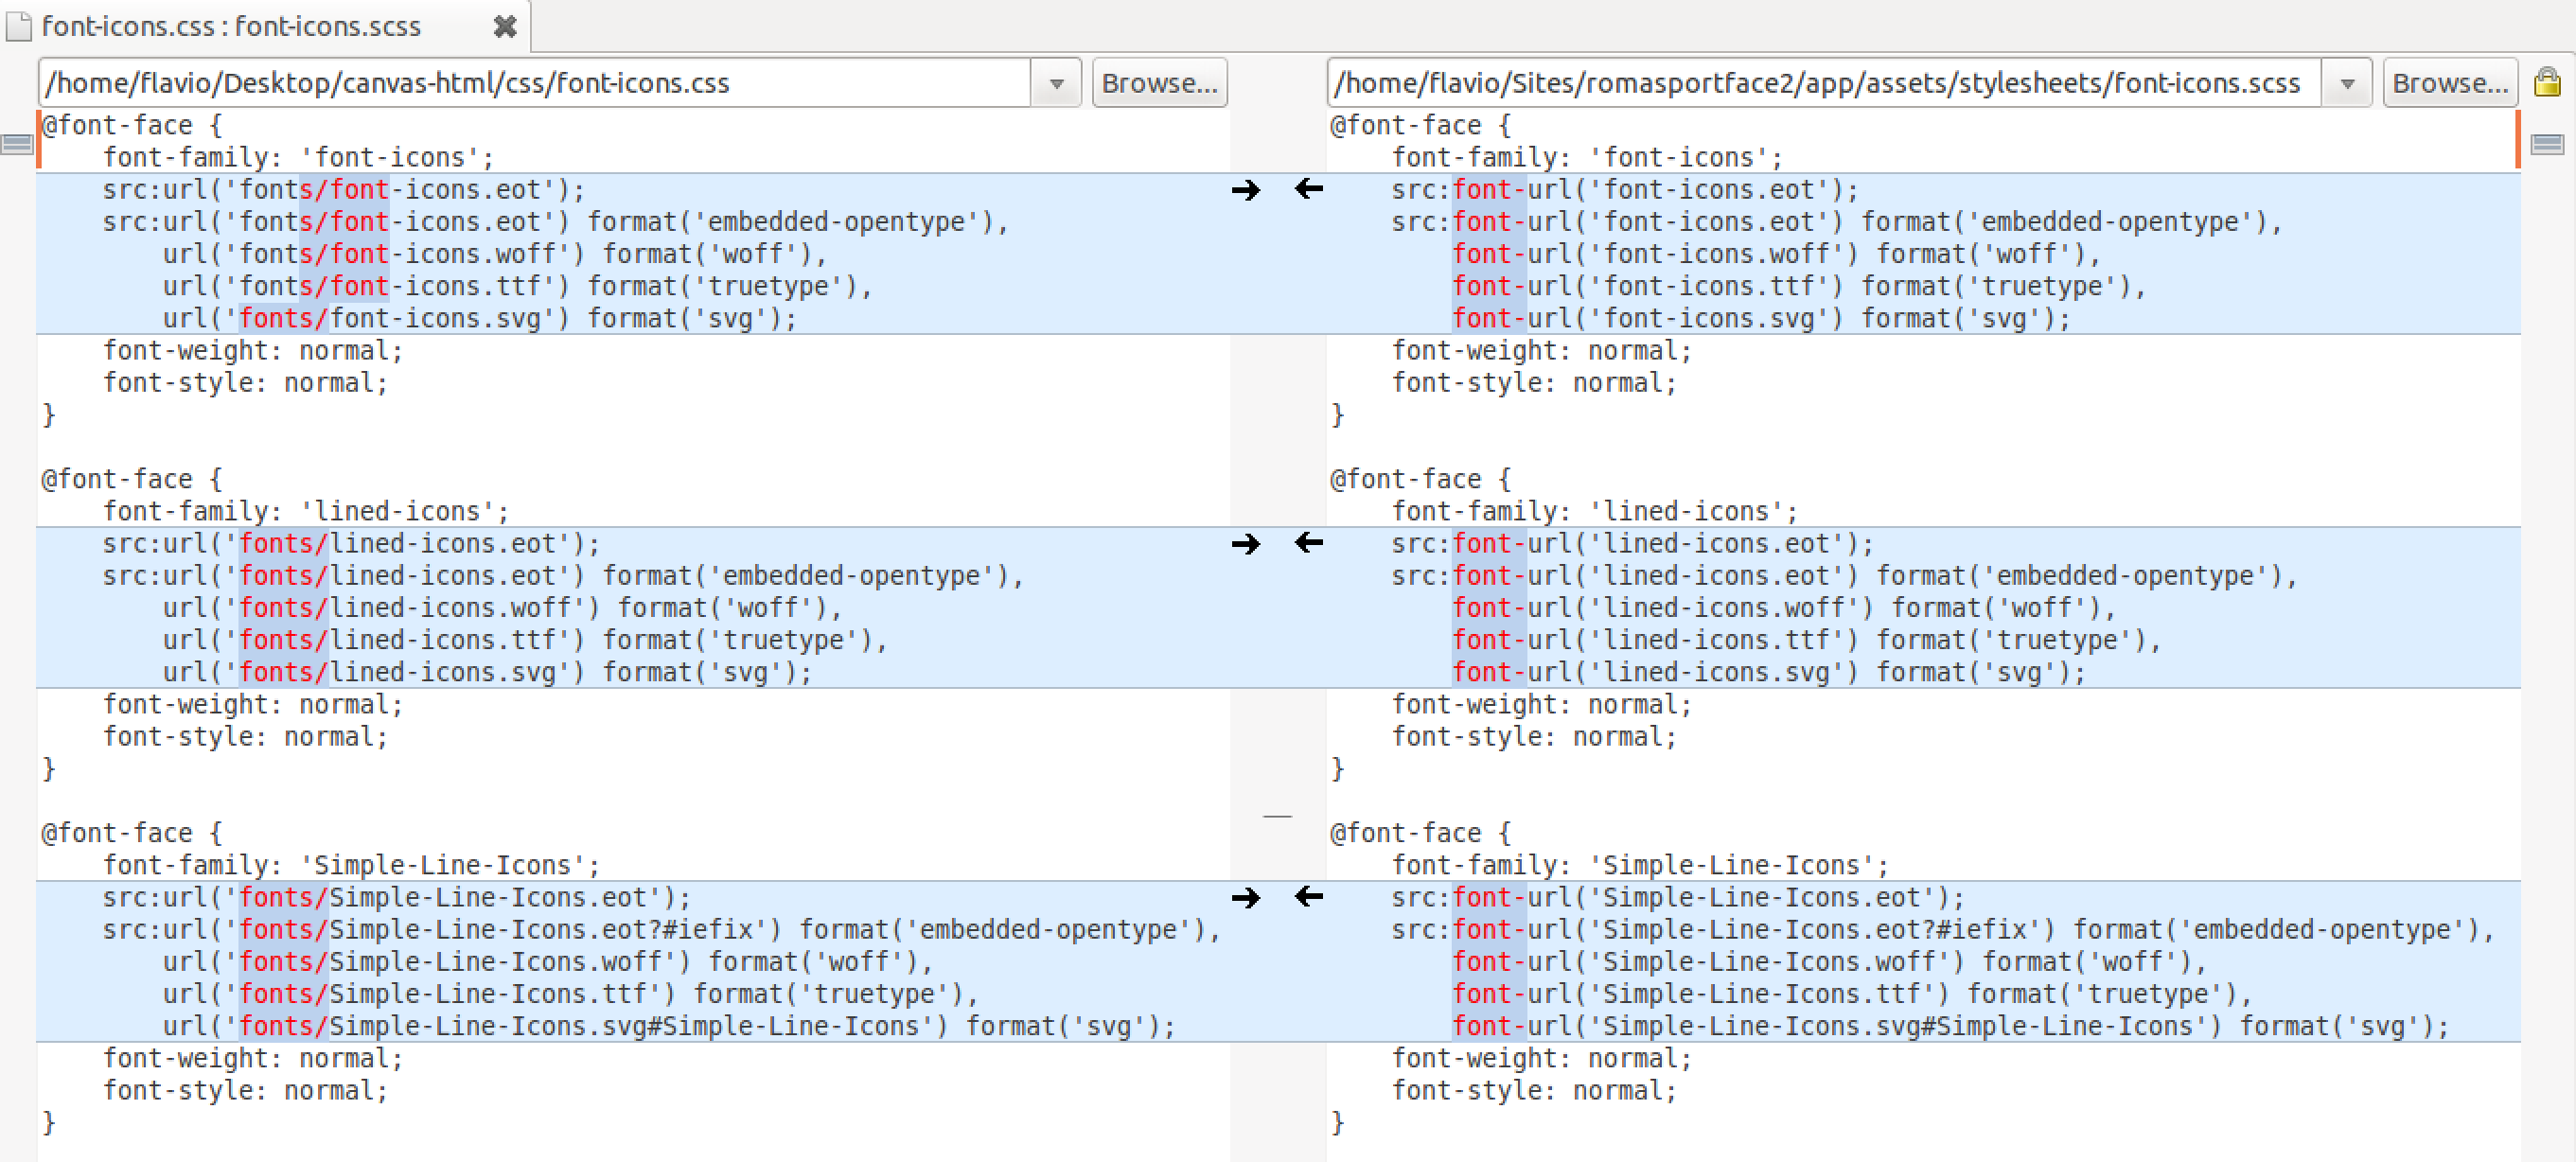 font-icons.css : font-icons.scss
/home/flavio/Desktop/canvas-html/css/font-icons.css
Browse...
@font-face {
    font-family: 'font-icons';
    src:url('fonts/font-icons.eot');
    src:url('fonts/font-icons.eot') format('embedded-opentype'),
        url('fonts/font-icons.woff') format('woff'),
        url('fonts/font-icons.ttf') format('truetype'),
        url('fonts/font-icons.svg') format('svg');
    font-weight: normal;
    font-style: normal;
}
@font-face {
    font-family: 'lined-icons';
    src:url('fonts/lined-icons.eot');
    src:url('fonts/lined-icons.eot') format('embedded-opentype'),
        url('fonts/lined-icons.woff') format('woff'),
        url('fonts/lined-icons.ttf') format('truetype'),
        url('fonts/lined-icons.svg') format('svg');
    font-weight: normal;
    font-style: normal;
}
@font-face {
    font-family: 'Simple-Line-Icons';
    src:url('fonts/Simple-Line-Icons.eot');
    src:url('fonts/Simple-Line-Icons.eot?#iefix') format('embedded-opentype'),
        url('fonts/Simple-Line-Icons.woff') format('woff'),
        url('fonts/Simple-Line-Icons.ttf') format('truetype'),
        url('fonts/Simple-Line-Icons.svg#Simple-Line-Icons') format('svg');
    font-weight: normal;
    font-style: normal;
}
/home/flavio/Sites/romasportface2/app/assets/stylesheets/font-icons.scss
Browse...
@font-face {
    font-family: 'font-icons';
    src:font-url('font-icons.eot');
    src:font-url('font-icons.eot') format('embedded-opentype'),
        font-url('font-icons.woff') format('woff'),
        font-url('font-icons.ttf') format('truetype'),
        font-url('font-icons.svg') format('svg');
    font-weight: normal;
    font-style: normal;
}
@font-face {
    font-family: 'lined-icons';
    src:font-url('lined-icons.eot');
    src:font-url('lined-icons.eot') format('embedded-opentype'),
        font-url('lined-icons.woff') format('woff'),
        font-url('lined-icons.ttf') format('truetype'),
        font-url('lined-icons.svg') format('svg');
    font-weight: normal;
    font-style: normal;
}
@font-face {
    font-family: 'Simple-Line-Icons';
    src:font-url('Simple-Line-Icons.eot');
    src:font-url('Simple-Line-Icons.eot?#iefix') format('embedded-opentype'),
        font-url('Simple-Line-Icons.woff') format('woff'),
        font-url('Simple-Line-Icons.ttf') format('truetype'),
        font-url('Simple-Line-Icons.svg#Simple-Line-Icons') format('svg');
    font-weight: normal;
    font-style: normal;
}